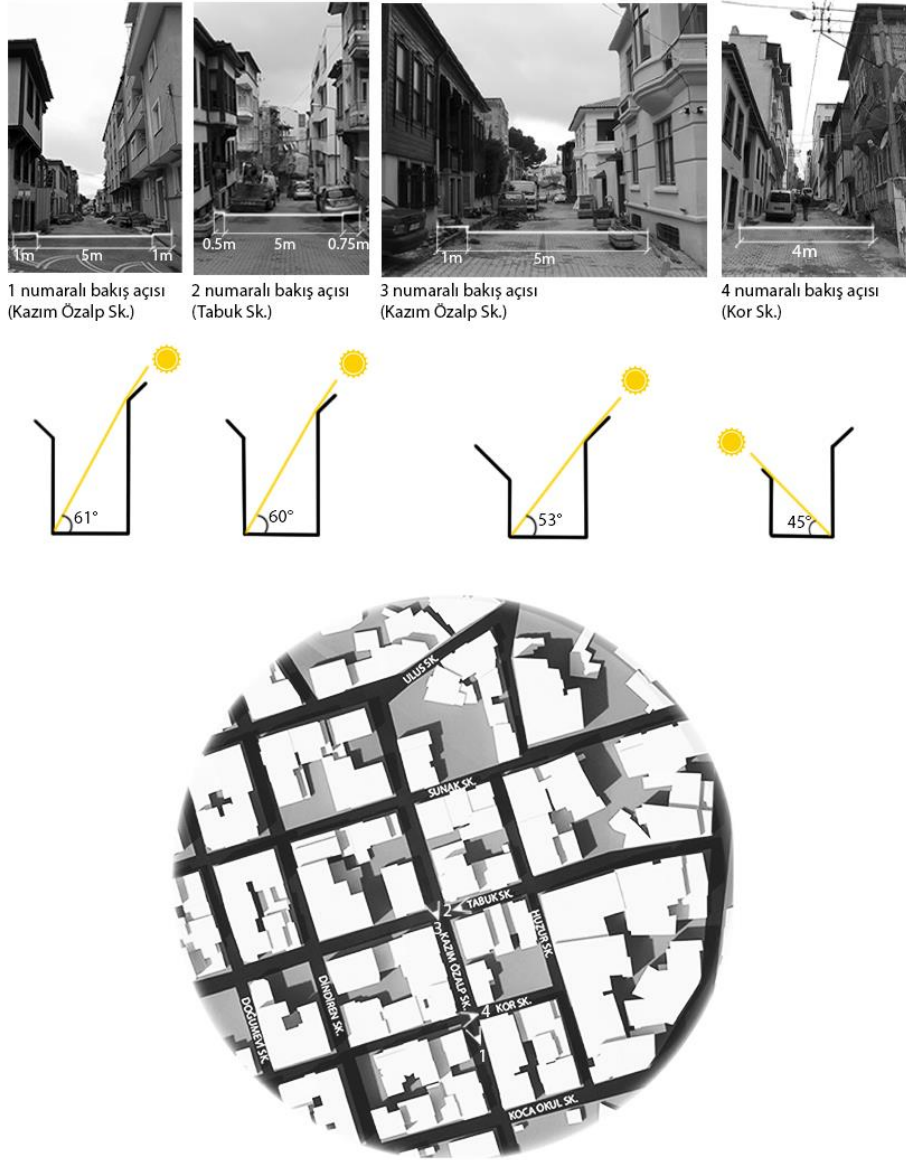 1m 5m 1m
0.5m 5m 0.75m
1m 5m
4m
1 numaralı bakış açısı
(Kazım Özalp Sk.)
2 numaralı bakış açısı
(Tabuk Sk.)
3 numaralı bakış açısı
(Kazım Özalp Sk.)
4 numaralı bakış açısı
(Kor Sk.)
61°
60°
53°
45°
ULUS SK.
SUNAK SK.
2
TABUK SK.
3
KAZIM ÖZALP SK.
HUZUR SK.
DİNDİREN SK.
DOĞUMEVİ SK.
4
KOR SK.
1
KOCA OKUL SK.